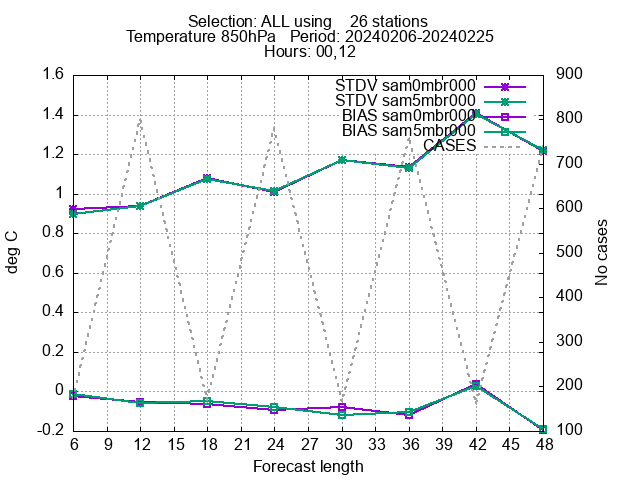 Selection: ALL using    26 stations
Temperature 850hPa   Period: 20240206-20240225
Hours: 00,12
1.6
1.4
1.2
1
0.8
0.6
0.4
0.2
0
-0.2
deg C
STDV sam0mbr000
STDV sam5mbr000
BIAS sam0mbr000
BIAS sam5mbr000
CASES
900
800
700
600
500
400
300
200
100
No cases
6 9 12 15 18 21 24 27 30 33 36 39 42 45 48
Forecast length